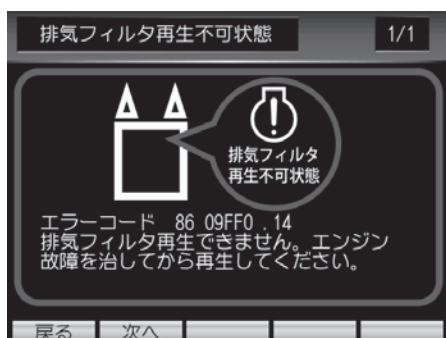 排気フィルタ再生不可状態
1/1
排気フィルタ
再生不可状態
エラーコード 86 09FF0 .14
排気フィルタ再生できません。エンジン
故障を治してから再生してください。
戻る
次へ